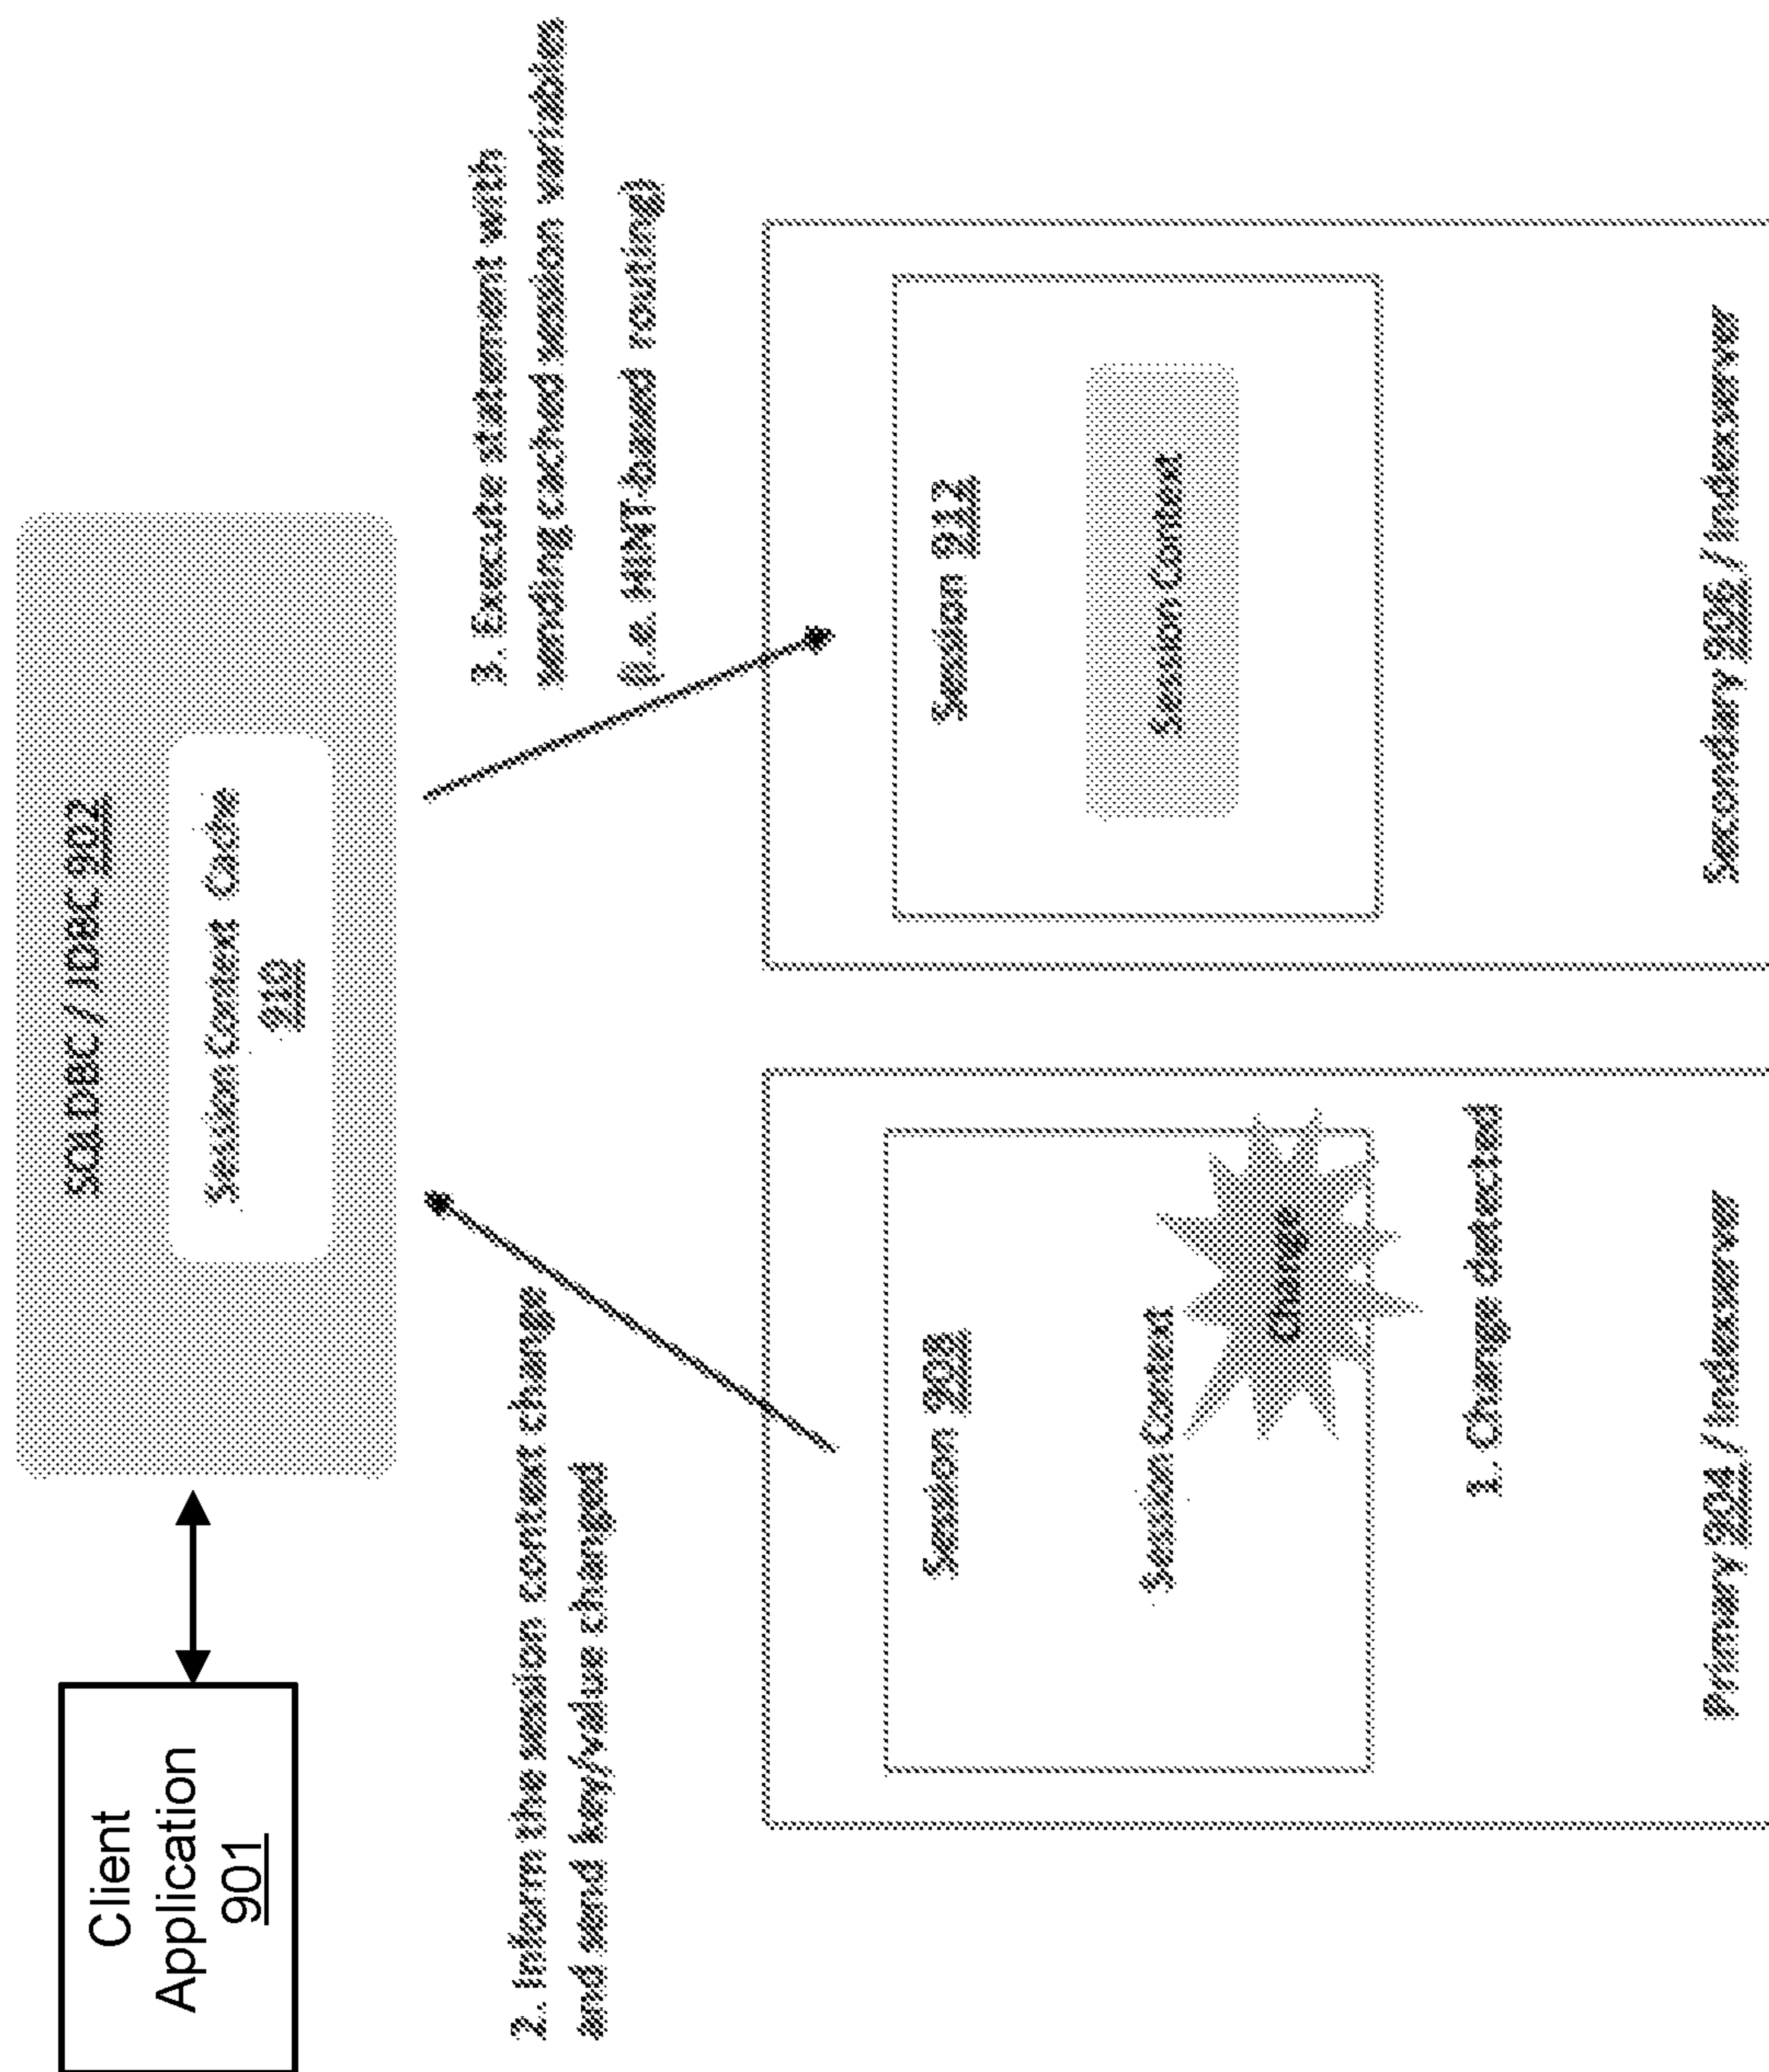 Client
Application
901
SQLDBC / JDBC 902
Session Context Cache
910
2. Inform the session context change
and send key/value changed
3. Execute statement with
sending cached session variables
(i.e. HINT-based routing)
Session 908
Session Context
Change
1. Change detected
Primary 904 / Indexserver
Session 912
Session Context
Secondary 906 / Indexserver